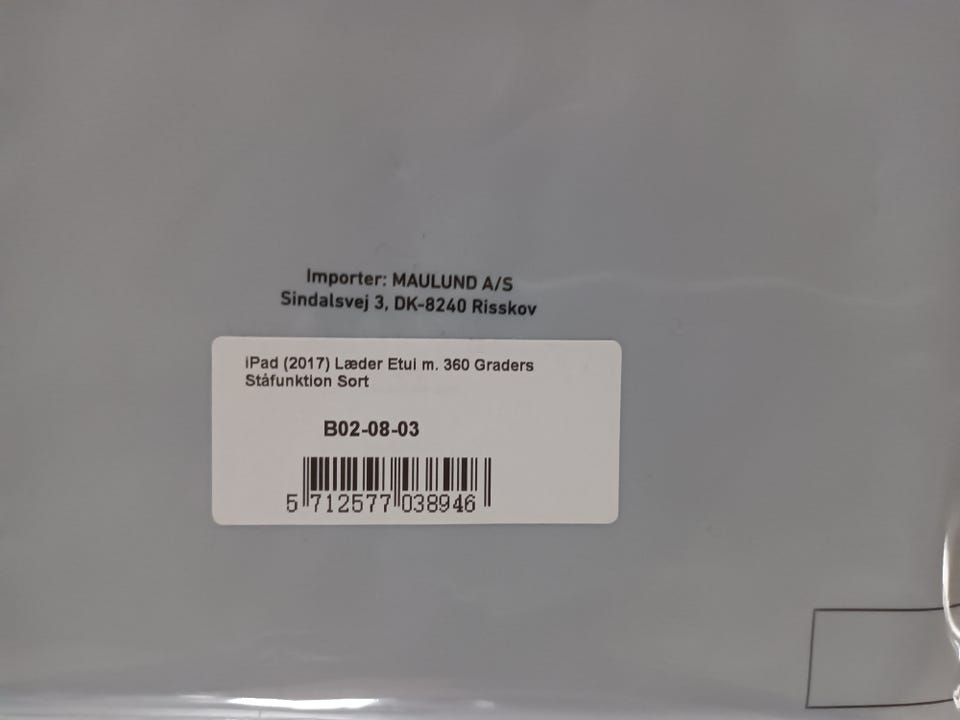 Importer: MAULUND A/S
Sindalsvej 3, DK-8240 Risskov
iPad (2017) Læder Etui m. 360 Graders
Ståfunktion Sort
B02-08-03
5 712577 038946